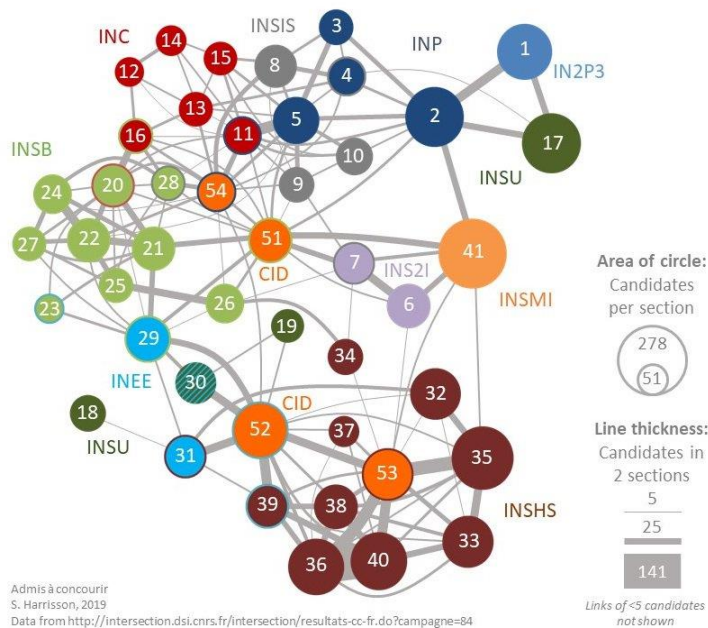 3
INSIS
INP
INC
14
15
8
4
1
IN2P3
12
13
5
2
16
11
17
10
INSU
INSB
24
20
28
54
9
27
22
21
51
CID
7
INS2I
41
INSMI
25
26
6
23
19
29
34
INEE
30
CID
32
18
INSU
52
37
31
53
35
39
38
INSHS
33
36
40
Area of circle:
Candidates
per section
278
51
Line thickness:
Candidates in
2 sections
5
25
141
Links of <5 candidates
not shown
Admis à concourir
S. Harrisson, 2019
Data from http://intersection.dsi.cnrs.fr/intersection/resultats-cc-fr.do?campagne=84